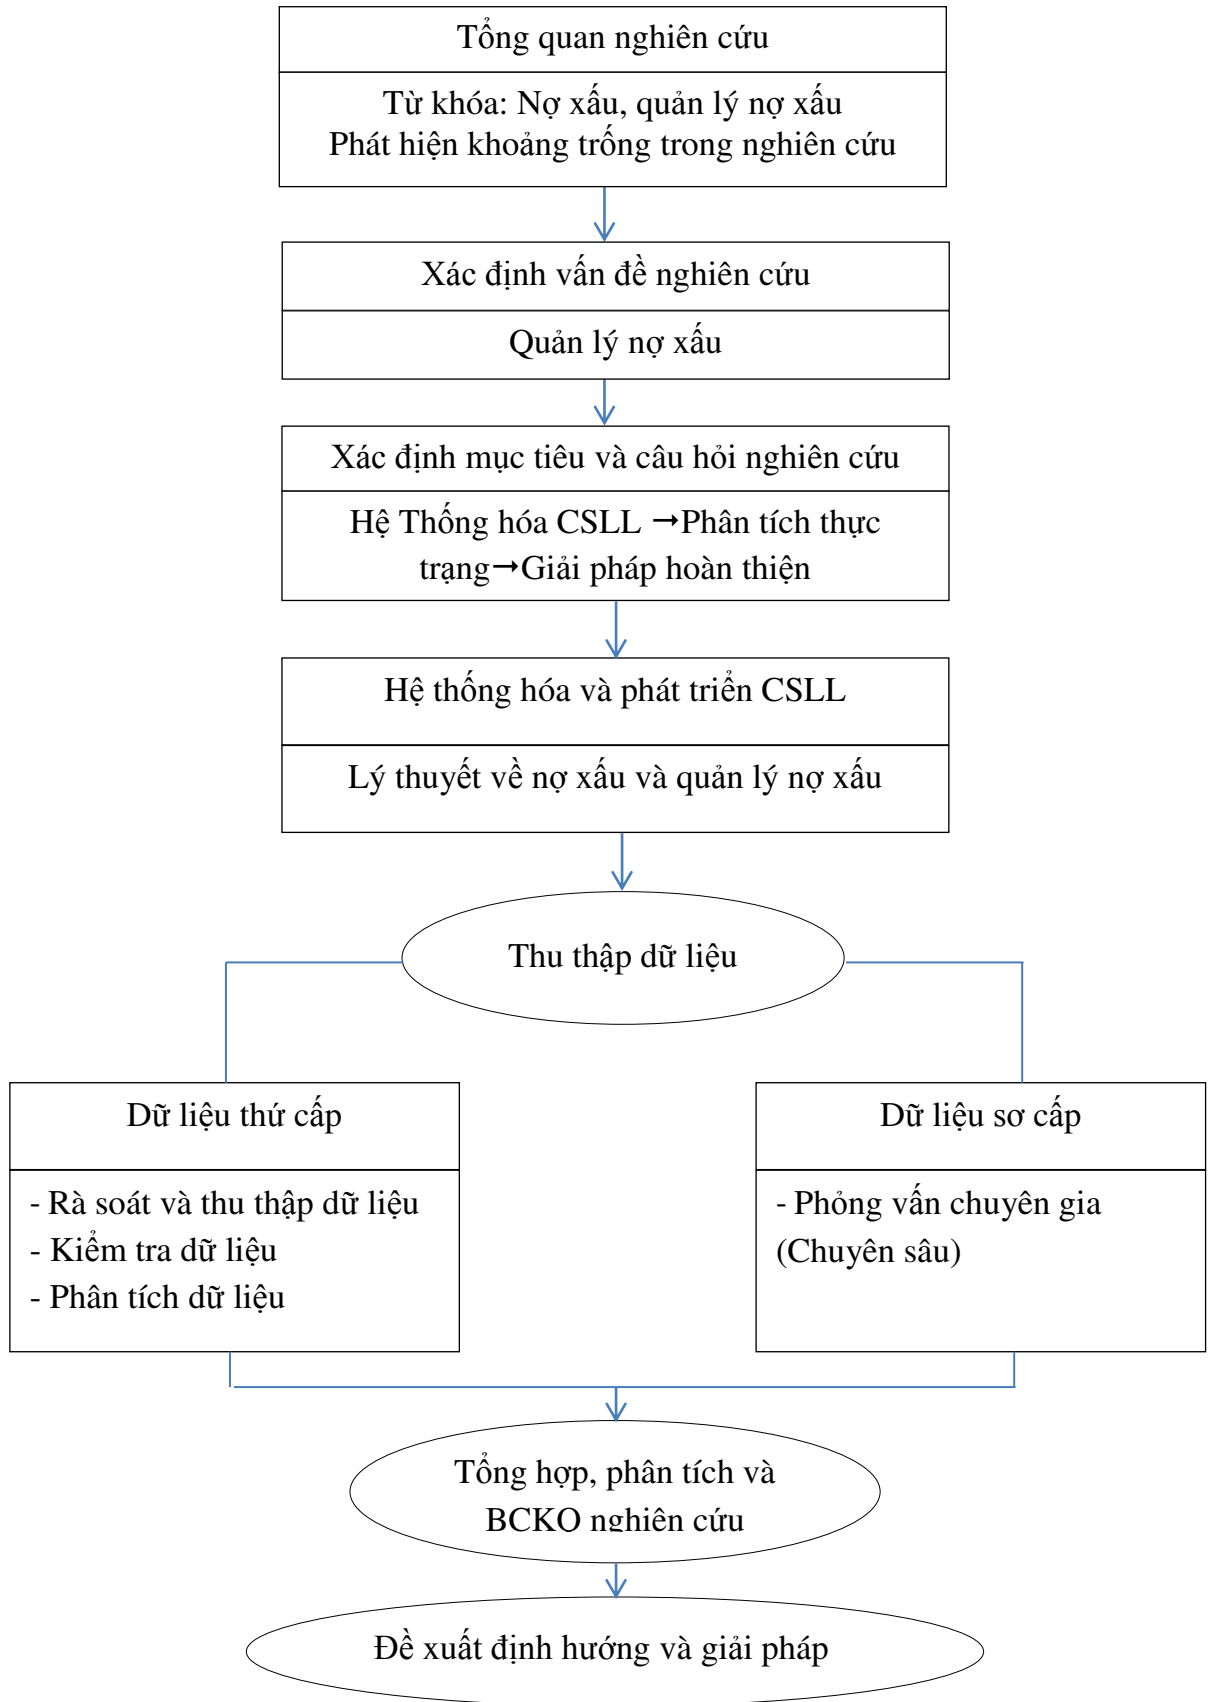 Tổng quan nghiên cứu
Từ khóa: Nợ xấu, quản lý nợ xấu
Phát hiện khoảng trống trong nghiên cứu
Xác định vấn đề nghiên cứu
Quản lý nợ xấu
Xác định mục tiêu và câu hỏi nghiên cứu
Hệ Thống hóa CSLL →Phân tích thực
trạng→Giải pháp hoàn thiện
Hệ thống hóa và phát triển CSLL
Lý thuyết về nợ xấu và quản lý nợ xấu
Thu thập dữ liệu
Dữ liệu thứ cấp
- Rà soát và thu thập dữ liệu
- Kiểm tra dữ liệu
- Phân tích dữ liệu
Dữ liệu sơ cấp
- Phỏng vấn chuyên gia
(Chuyên sâu)
Tổng hợp, phân tích và
BCKQ nghiên cứu
Đề xuất định hướng và giải pháp